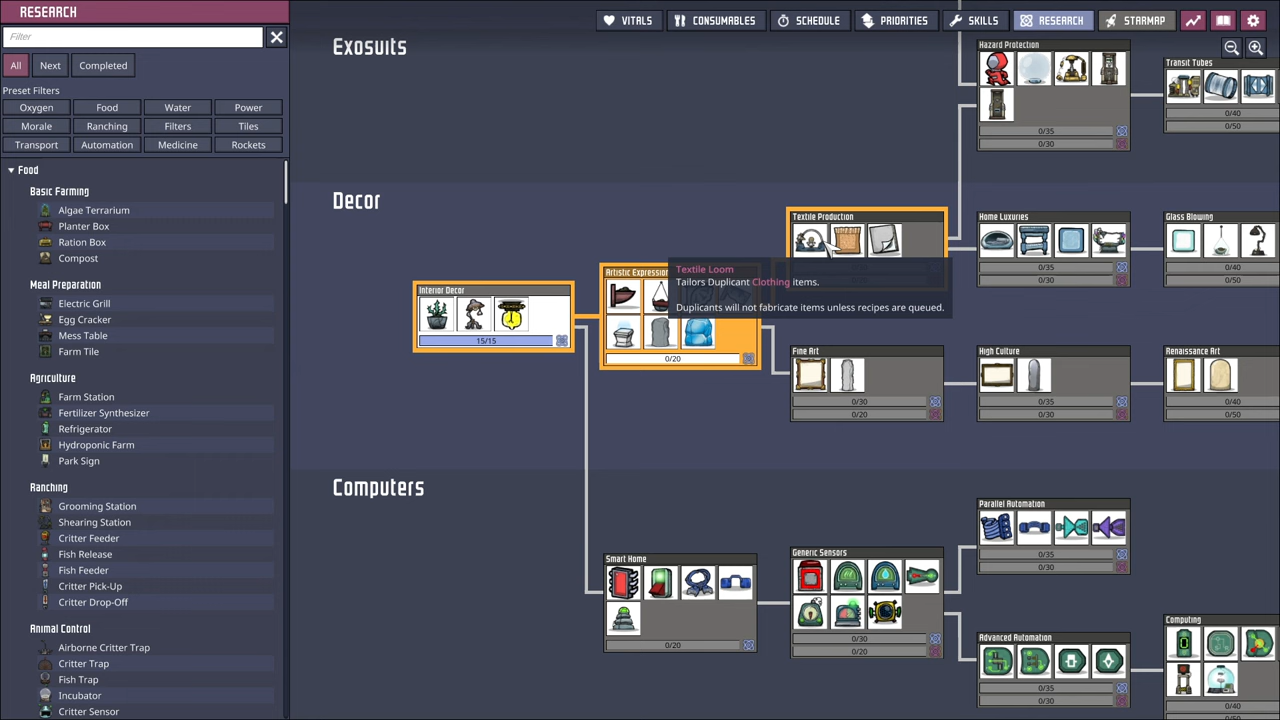 RESEARCH
Filter
All
Next
Completed
Preset Filters
Oxygen
Food
Water
Power
Morale
Ranching
Filters
Tiles
Transport
Automation
Medicine
Rockets
Food
Basic Farming
Algae Terrarium
Planter Box
Ration Box
Compost
Meal Preparation
Electric Grill
Egg Cracker
Mess Table
Farm Tile
Agriculture
Farm Station
Fertilizer Synthesizer
Refrigerator
Hydroponic Farm
Park Sign
Ranching
Grooming Station
Shearing Station
Critter Feeder
Fish Release
Fish Feeder
Critter Pick-Up
Critter Drop-Off
Animal Control
Airborne Critter Trap
Critter Trap
Fish Trap
Incubator
Critter Sensor
VITALS
CONSUMABLES
SCHEDULE
PRIORITIES
SKILLS
RESEARCH
STARMAP
Exosuits
Hazard Protection
0/35
0/30
Transit Tubes
0/40
0/50
Decor
Interior Decor
15/15
Artistic Expression
0/20
Textile Production
Textile Loom
Tailors Duplicant Clothing items.
Duplicants will not fabricate items unless recipes are queued.
Home Luxuries
0/35
0/30
Glass Blowing
0/40
0/50
Fine Art
0/30
0/20
High Culture
0/35
0/30
Renaissance Art
0/40
0/50
Computers
Smart Home
0/20
Generic Sensors
0/30
0/20
Parallel Automation
0/35
0/30
Advanced Automation
0/35
0/30
Computing
0/40